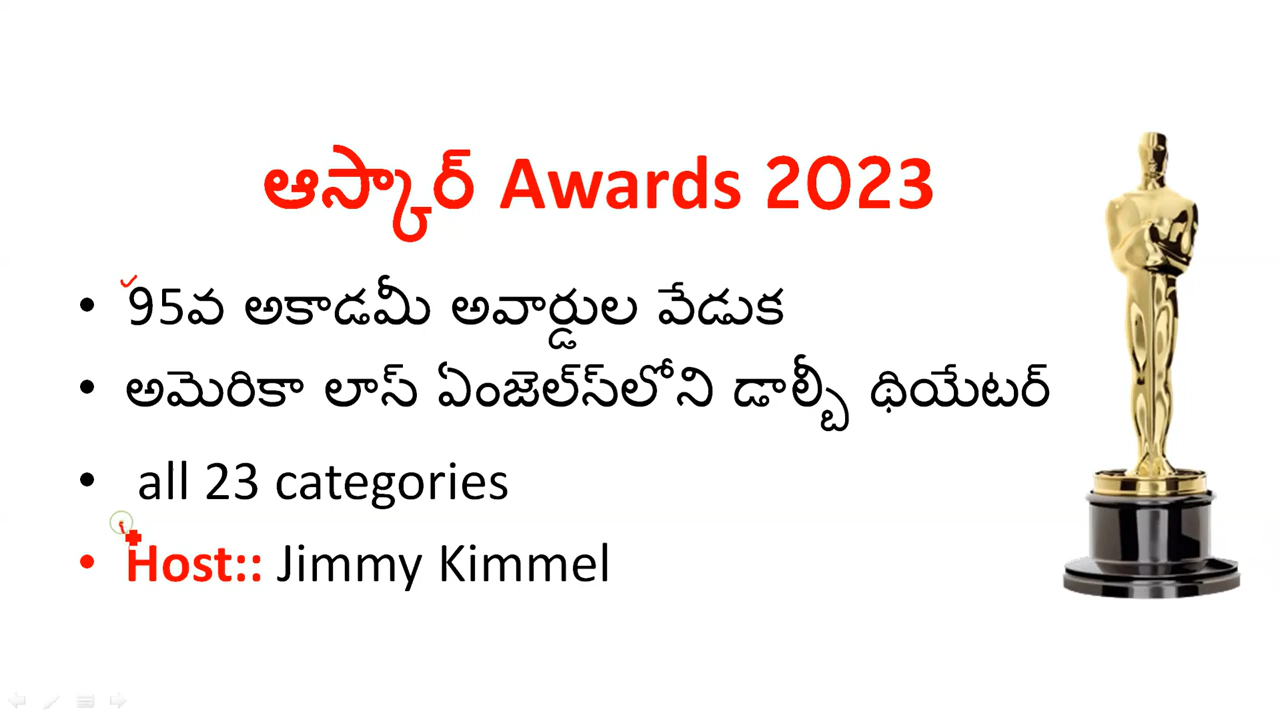 ఆస్కార్ Awards 2023
• 95వ అకాడమీ అవార్డుల వేడుక
• అమెరికా లాస్ ఏంజెల్స్‌లోని డాల్బీ థియేటర్
• all 23 categories
• Host:: Jimmy Kimmel